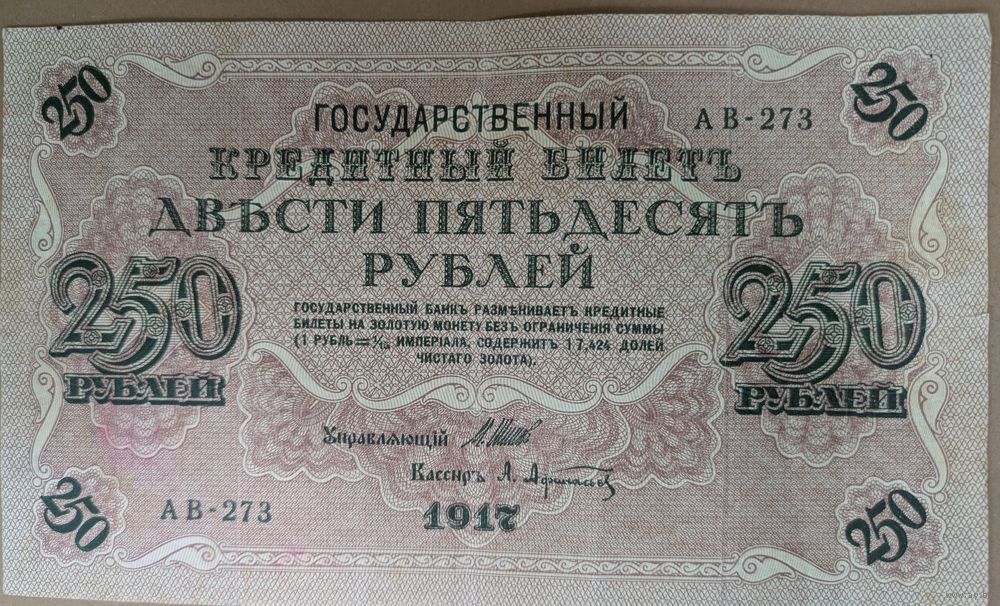 250 250
ГОСУДАРСТВЕННЫЙ АВ-273
КРЕДИТНЫЙ БИЛЕТЪ
ДВѢСТИ ПЯТЬДЕСЯТЪ
РУБЛЕЙ
250 250
РУБЛЕЙ РУБЛЕЙ
ГОСУДАРСТВЕННЫЙ БАНКЪ РАЗМѢНИВАЕТЪ КРЕДИТНЫЕ
БИЛЕТЫ НА ЗОЛОТУЮ МОНЕТУ БЕЗЪ ОГРАНИЧЕНІЯ СУММЫ
(1 РУБЛЬ = 1/15 ИМПЕРІАЛА, СОДЕРЖИТЪ 17,424 ДОЛЕЙ
ЧИСТАГО ЗОЛОТА).
Управляющій
Кассиръ А. Афанасьев
1917
АВ-273
250 250